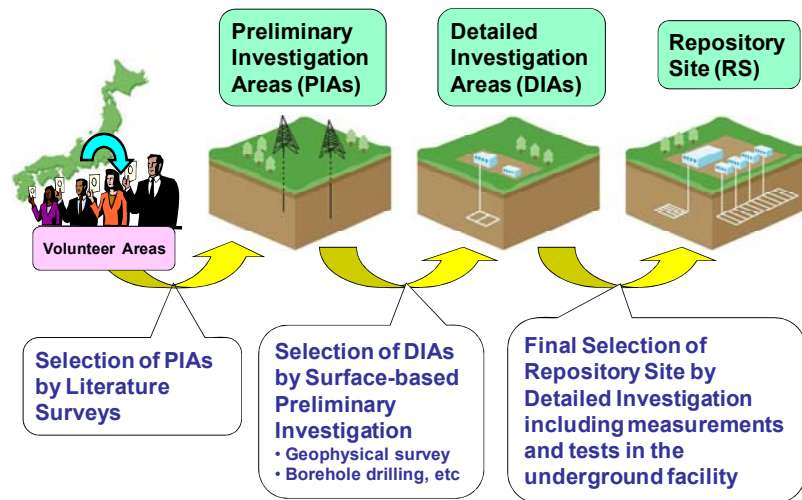 Preliminary
Investigation
Areas (PIAs)
Detailed
Investigation
Areas (DIAs)
Repository
Site (RS)
Volunteer Areas
Selection of PIAs
by Literature
Surveys
Selection of DIAs
by Surface-based
Preliminary
Investigation
• Geophysical survey
• Borehole drilling, etc
Final Selection of
Repository Site by
Detailed Investigation
including measurements
and tests in the
underground facility